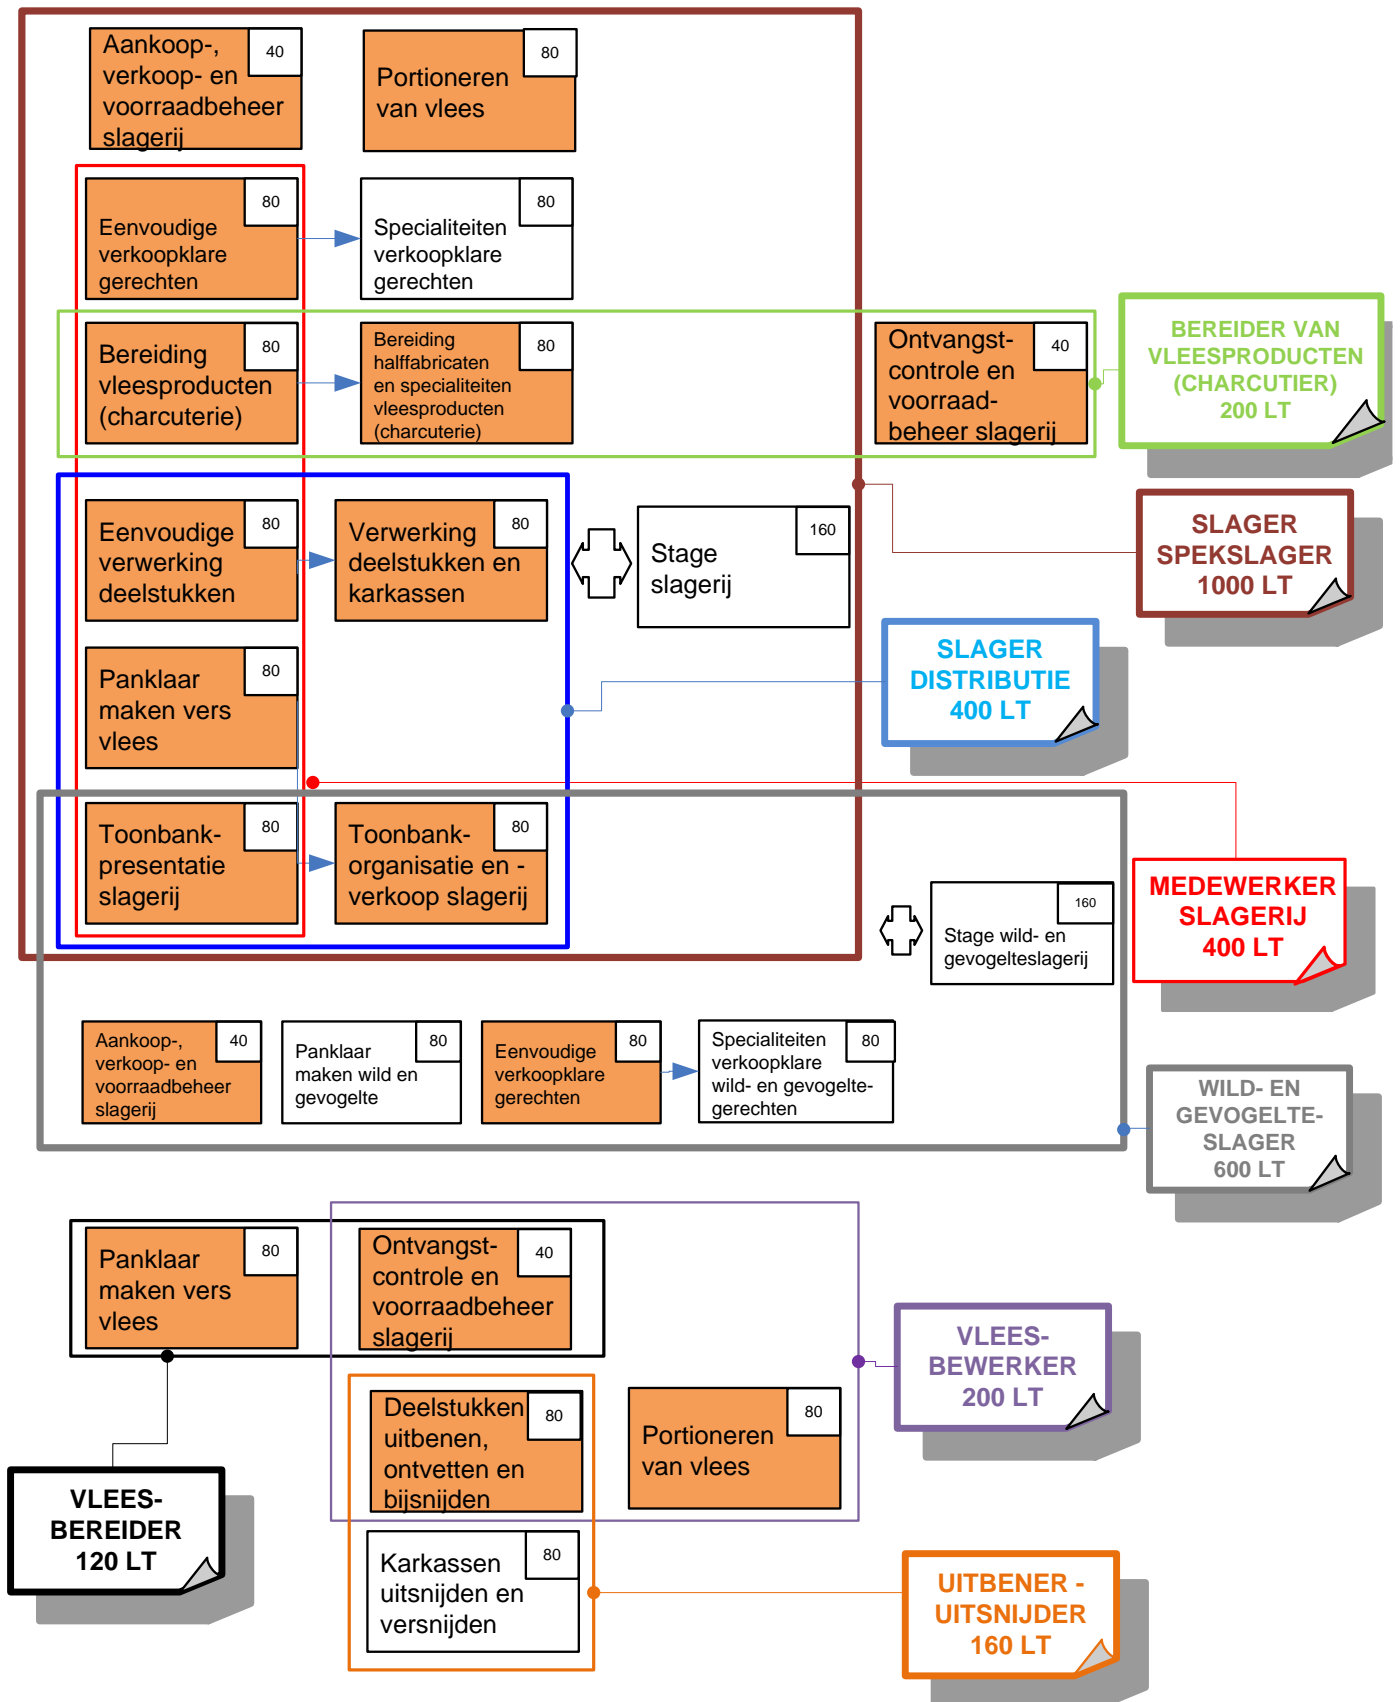 Aankoop-,
verkoop- en
voorraadbeheer
slagerij
40
Portioneren
van vlees
80
Eenvoudige
verkoopklare
gerechten
80
Specialiteiten
verkoopklare
gerechten
80
Bereiding
vleesproducten
(charcuterie)
80
Bereiding
halffabricaten
en specialiteiten
vleesproducten
(charcuterie)
80
Ontvangst-
controle en
voorraad-
beheer slagerij
40
BEREIDER VAN
VLEESPRODUCTEN
(CHARCUTIER)
200 LT
Eenvoudige
verwerking
deelstukken
80
Verwerking
deelstukken en
karkassen
80
Stage
slagerij
160
SLAGER
SPEKSLAGER
1000 LT
Panklaar
maken vers
vlees
80
SLAGER
DISTRIBUTIE
400 LT
Toonbank-
presentatie
slagerij
80
Toonbank-
organisatie en -
verkoop slagerij
80
Stage wild- en
gevogelteslagerij
160
MEDEWERKER
SLAGERIJ
400 LT
Aankoop-,
verkoop- en
voorraadbeheer
slagerij
40
Panklaar
maken wild en
gevogelte
80
Eenvoudige
verkoopklare
gerechten
80
Specialiteiten
verkoopklare
wild- en gevogelte-
gerechten
80
WILD- EN
GEVOGELTE-
SLAGER
600 LT
Panklaar
maken vers
vlees
80
Ontvangst-
controle en
voorraadbeheer
slagerij
40
VLEES-
BEWERKER
200 LT
Deelstukken
uitbenen,
ontvetten en
bijsnijden
80
Portioneren
van vlees
80
VLEES-
BEREIDER
120 LT
Karkassen
uitsnijden en
versnijden
80
UITBENER -
UITSNIJDER
160 LT